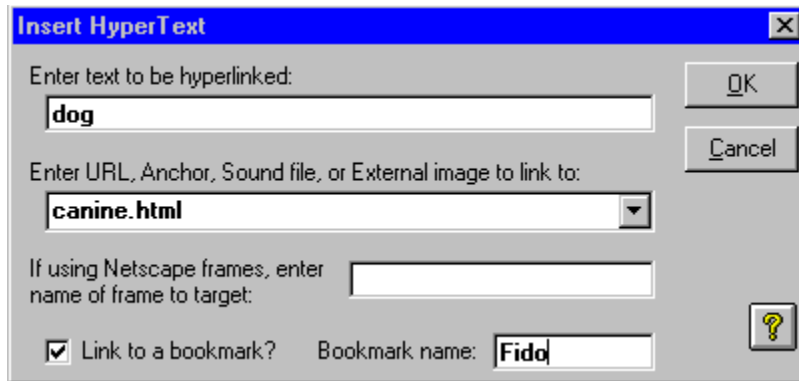 Insert HyperText
Enter text to be hyperlinked:
OK
dog
Cancel
Enter URL, Anchor, Sound file, or External image to link to:
canine.html
If using Netscape frames, enter
name of frame to target:
Link to a bookmark? Bookmark name: Fido
?